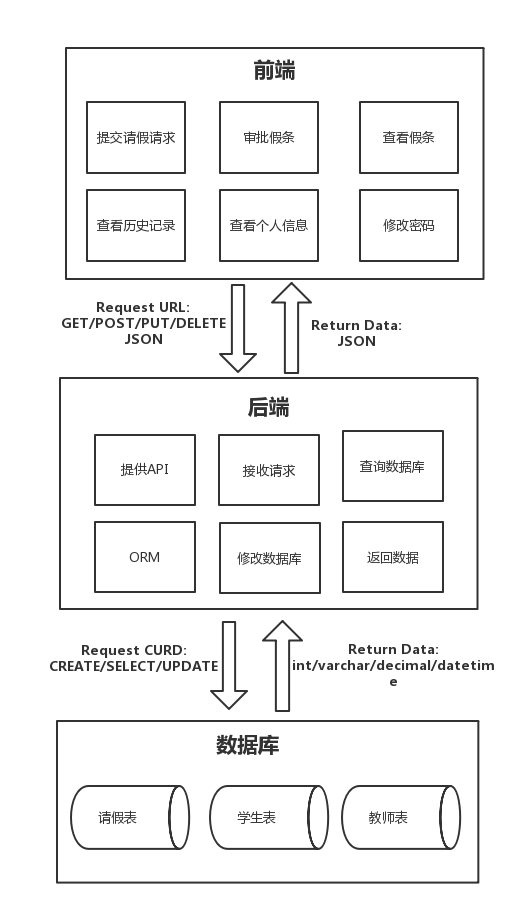 前端
提交请假请求
审批假条
查看假条
查看历史记录
查看个人信息
修改密码
Request URL:
GET/POST/PUT/DELETE
JSON
Return Data:
JSON
后端
提供API
接收请求
查询数据库
ORM
修改数据库
返回数据
Request CURD:
CREATE/SELECT/UPDATE
Return Data:
int/varchar/decimal/datetim
e
数据库
请假表
学生表
教师表